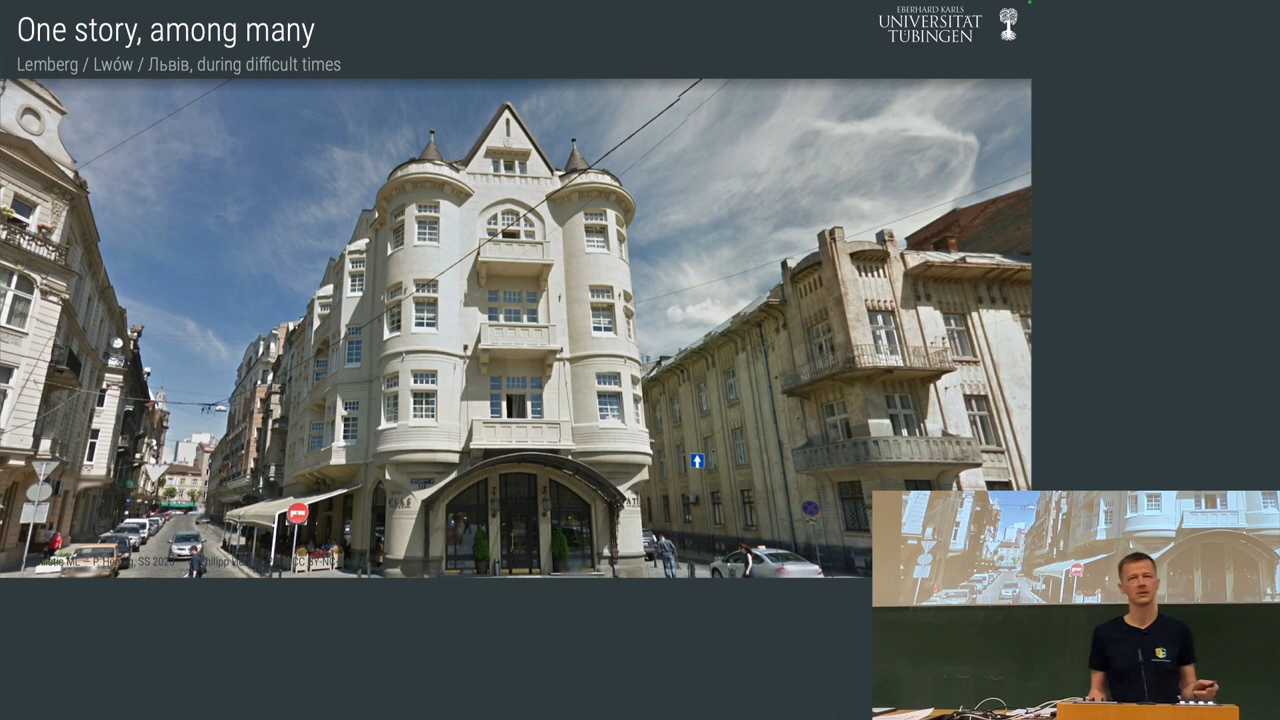 One story, among many
Lemberg / Lwów / Львів, during difficult times
EBERHARD KARLS
UNIVERSITÄT
TÜBINGEN